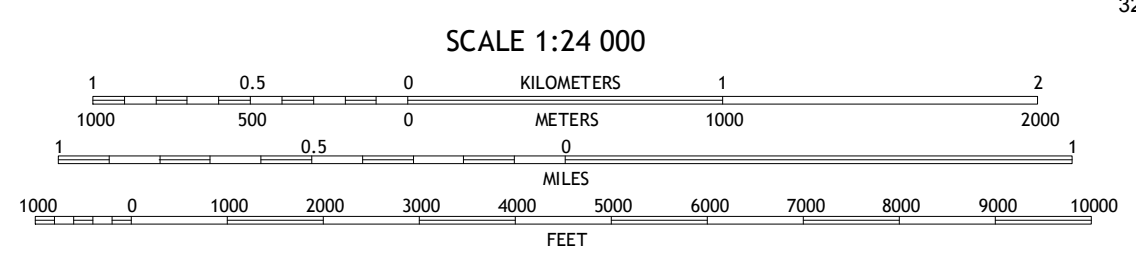 32
SCALE 1:24 000
1 0.5 0 KILOMETERS 1 2
1000 500 0 METERS 1000 2000
1 0.5 0 1
MILES
1000 0 1000 2000 3000 4000 5000 6000 7000 8000 9000 10000
FEET